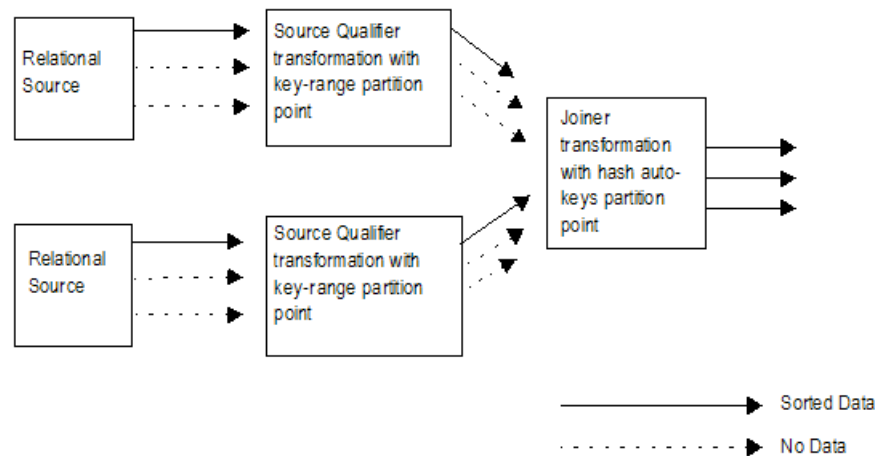 Relational
Source
Source Qualifier
transformation with
key-range partition
point
Joiner
transformation
with hash auto-
keys partition
point
Relational
Source
Source Qualifier
transformation with
key-range partition
point
Sorted Data
No Data